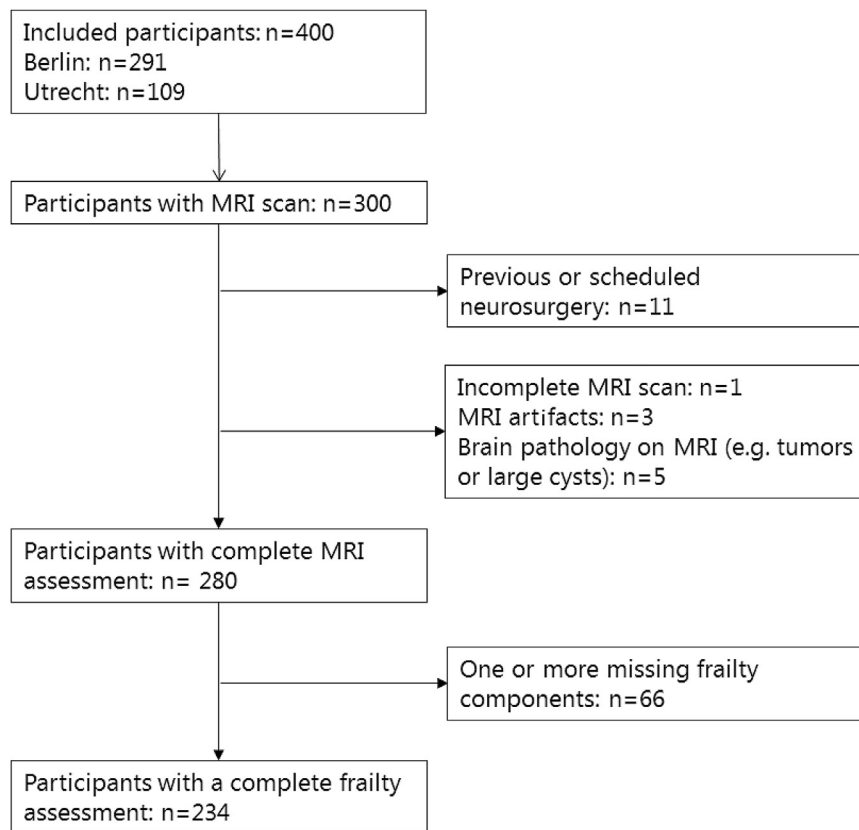 Included participants: n=400
Berlin: n=291
Utrecht: n=109
Participants with MRI scan: n=300
Previous or scheduled
neurosurgery: n=11
Incomplete MRI scan: n=1
MRI artifacts: n=3
Brain pathology on MRI (e.g. tumors
or large cysts): n=5
Participants with complete MRI
assessment: n= 280
One or more missing frailty
components: n=66
Participants with a complete frailty
assessment: n=234